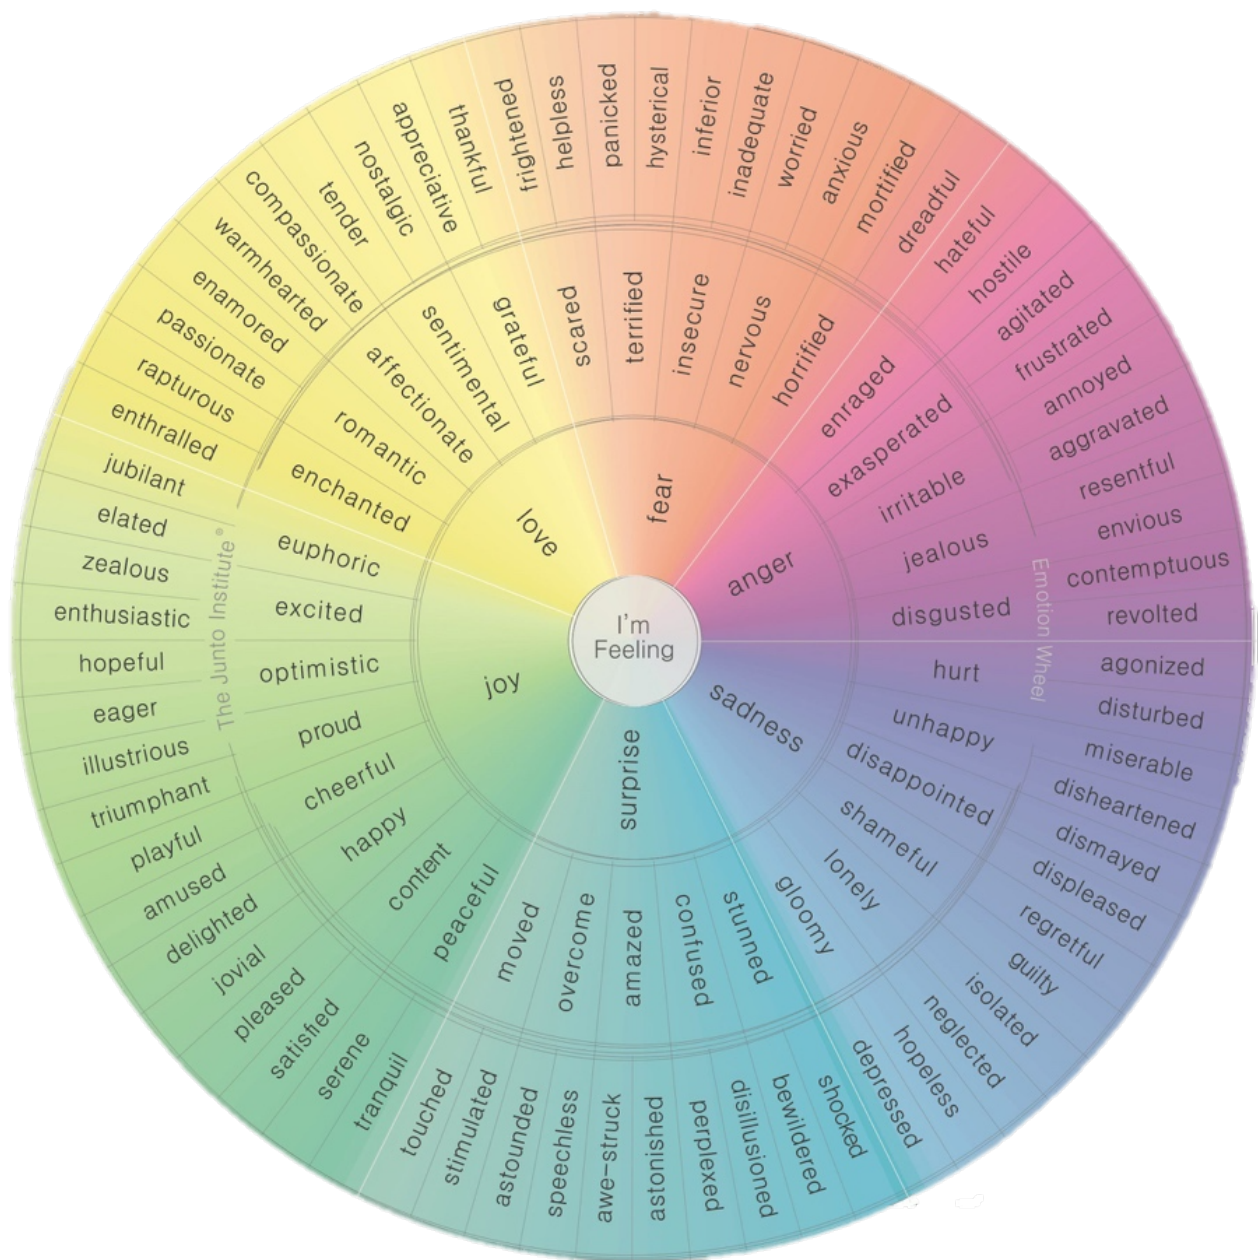 I'm
Feeling
fear
anger
sadness
surprise
joy
love
scared
terrified
insecure
nervous
horrified
enraged
exasperated
irritable
jealous
disgusted
hurt
unhappy
disappointed
shameful
lonely
gloomy
stunned
confused
amazed
overcome
moved
peaceful
content
happy
cheerful
proud
optimistic
excited
euphoric
enchanted
romantic
affectionate
sentimental
grateful
frightened
helpless
panicked
hysterical
inferior
inadequate
worried
anxious
mortified
dreadful
hateful
hostile
agitated
frustrated
annoyed
aggravated
resentful
envious
contemptuous
revolted
agonized
disturbed
miserable
disheartened
dismayed
displeased
regretful
guilty
isolated
neglected
hopeless
depressed
shocked
bewildered
disillusioned
perplexed
astonished
awe-struck
speechless
astounded
stimulated
touched
tranquil
serene
satisfied
pleased
jovial
delighted
amused
playful
triumphant
illustrious
eager
hopeful
enthusiastic
zealous
elated
jubilant
enthralled
rapturous
passionate
enamored
warmhearted
compassionate
tender
nostalgic
appreciative
thankful
The Junto Institute®
Emotion Wheel